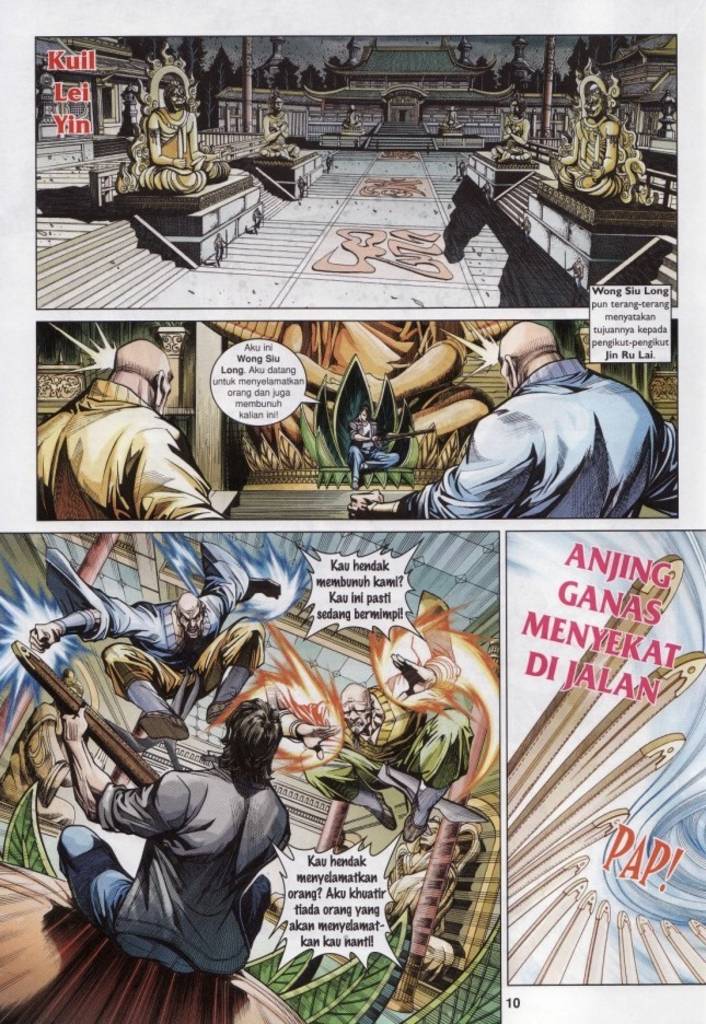 Kuil
Lei
Yin
Wong Siu Long
pun terang-terang
menyatakan
tujuannya kepada
pengikut-pengikut
Jin Ru Lai.
Aku ini
Wong Siu
Long. Aku datang
untuk menyelamatkan
orang dan juga
membunuh
kalian ini!
Kau hendak
membunuh kami?
Kau ini pasti
sedang bermimpi!
Kau hendak
menyelamatkan
orang? Aku khuatir
tiada orang yang
akan menyelamat-
kan kau nanti!
ANJING
GANAS
MENYEKAT
DI JALAN
PAP!
10